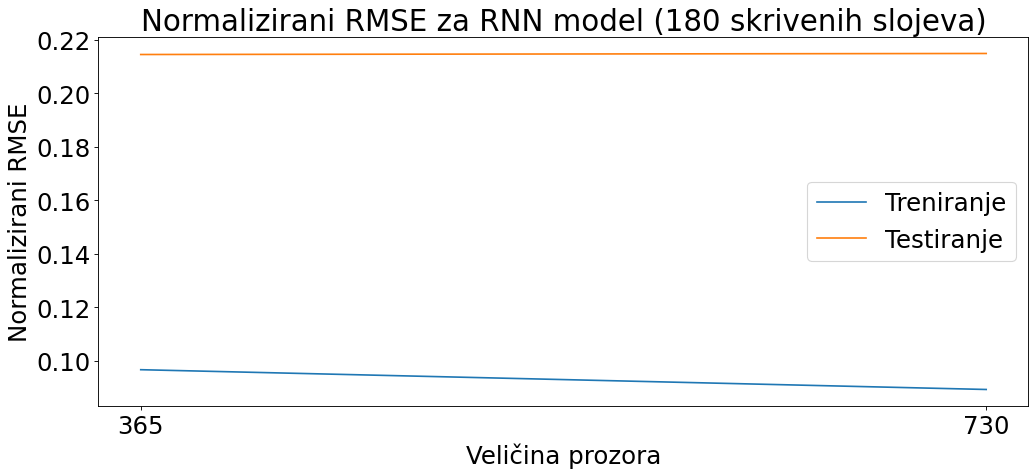 Normalizirani RMSE za RNN model (180 skrivenih slojeva)
Normalizirani RMSE
0.22
0.20
0.18
0.16
0.14
0.12
0.10
Treniranje
Testiranje
365
730
Veličina prozora